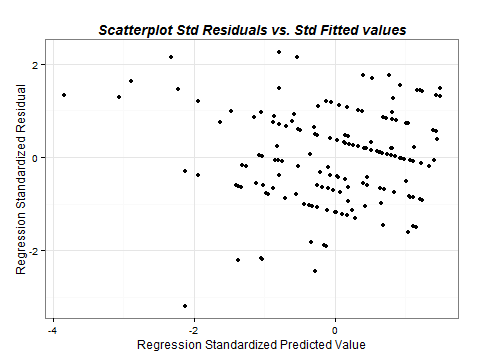 Scatterplot Std Residuals vs. Std Fitted values
Regression Standardized Residual
2
0
-2
-4
-2
0
Regression Standardized Predicted Value